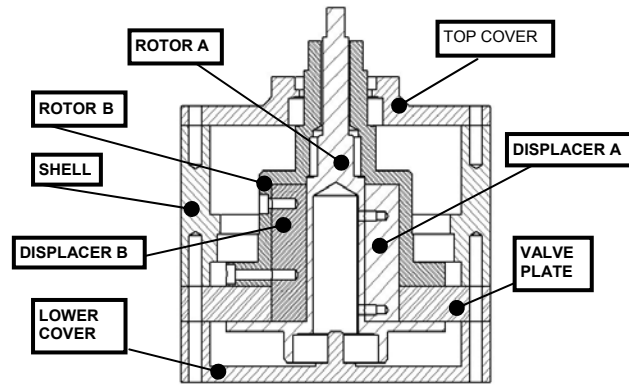 ROTOR A
TOP COVER
ROTOR B
SHELL
DISPLACER A
DISPLACER B
VALVE
PLATE
LOWER
COVER